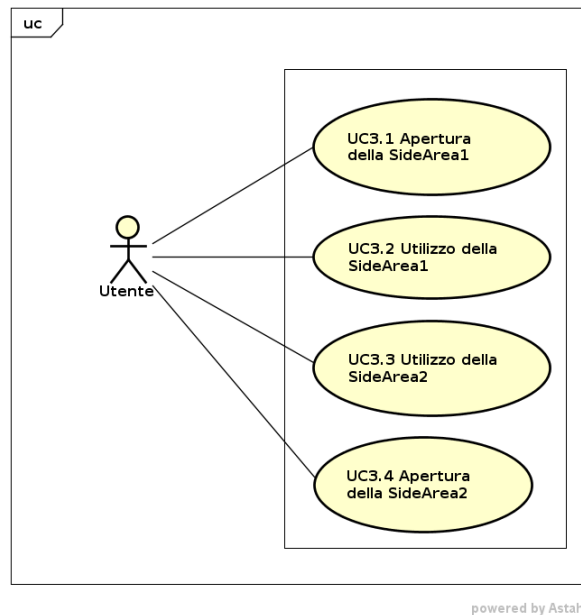 uc
UC3.1 Apertura
della SideArea1
UC3.2 Utilizzo della
SideArea1
Utente
UC3.3 Utilizzo della
SideArea2
UC3.4 Apertura
della SideArea2
powered by Astah